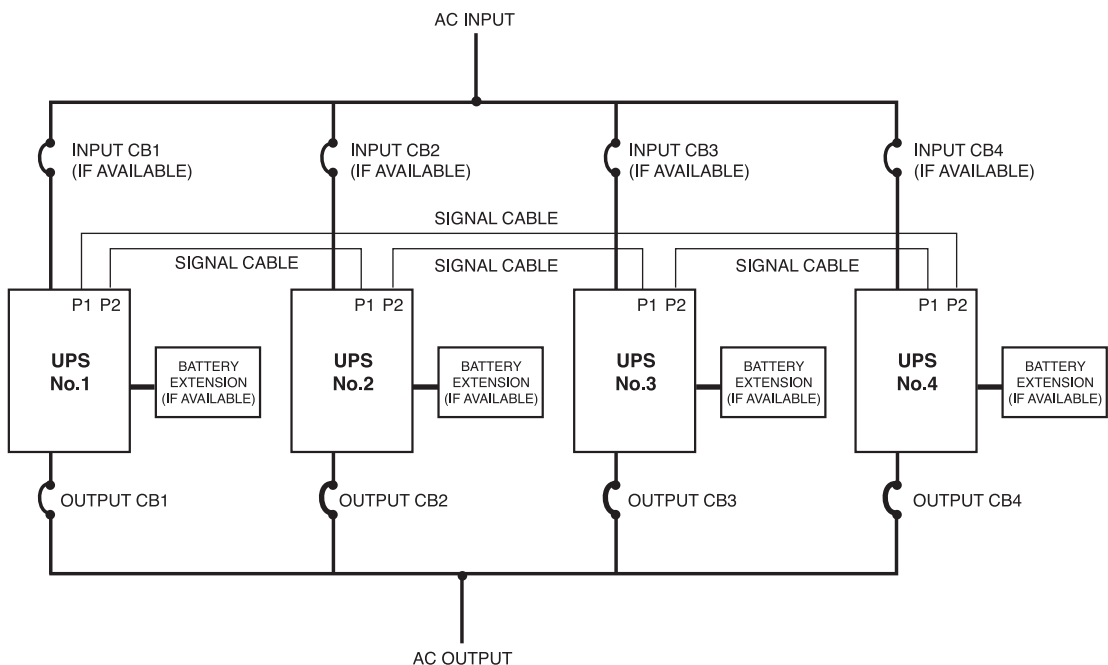 AC INPUT
INPUT CB1
(IF AVAILABLE)
INPUT CB2
(IF AVAILABLE)
INPUT CB3
(IF AVAILABLE)
INPUT CB4
(IF AVAILABLE)
SIGNAL CABLE
SIGNAL CABLE
SIGNAL CABLE
SIGNAL CABLE
P1 P2
UPS
No.1
BATTERY
EXTENSION
(IF AVAILABLE)
P1 P2
UPS
No.2
BATTERY
EXTENSION
(IF AVAILABLE)
P1 P2
UPS
No.3
BATTERY
EXTENSION
(IF AVAILABLE)
P1 P2
UPS
No.4
BATTERY
EXTENSION
(IF AVAILABLE)
OUTPUT CB1
OUTPUT CB2
OUTPUT CB3
OUTPUT CB4
AC OUTPUT